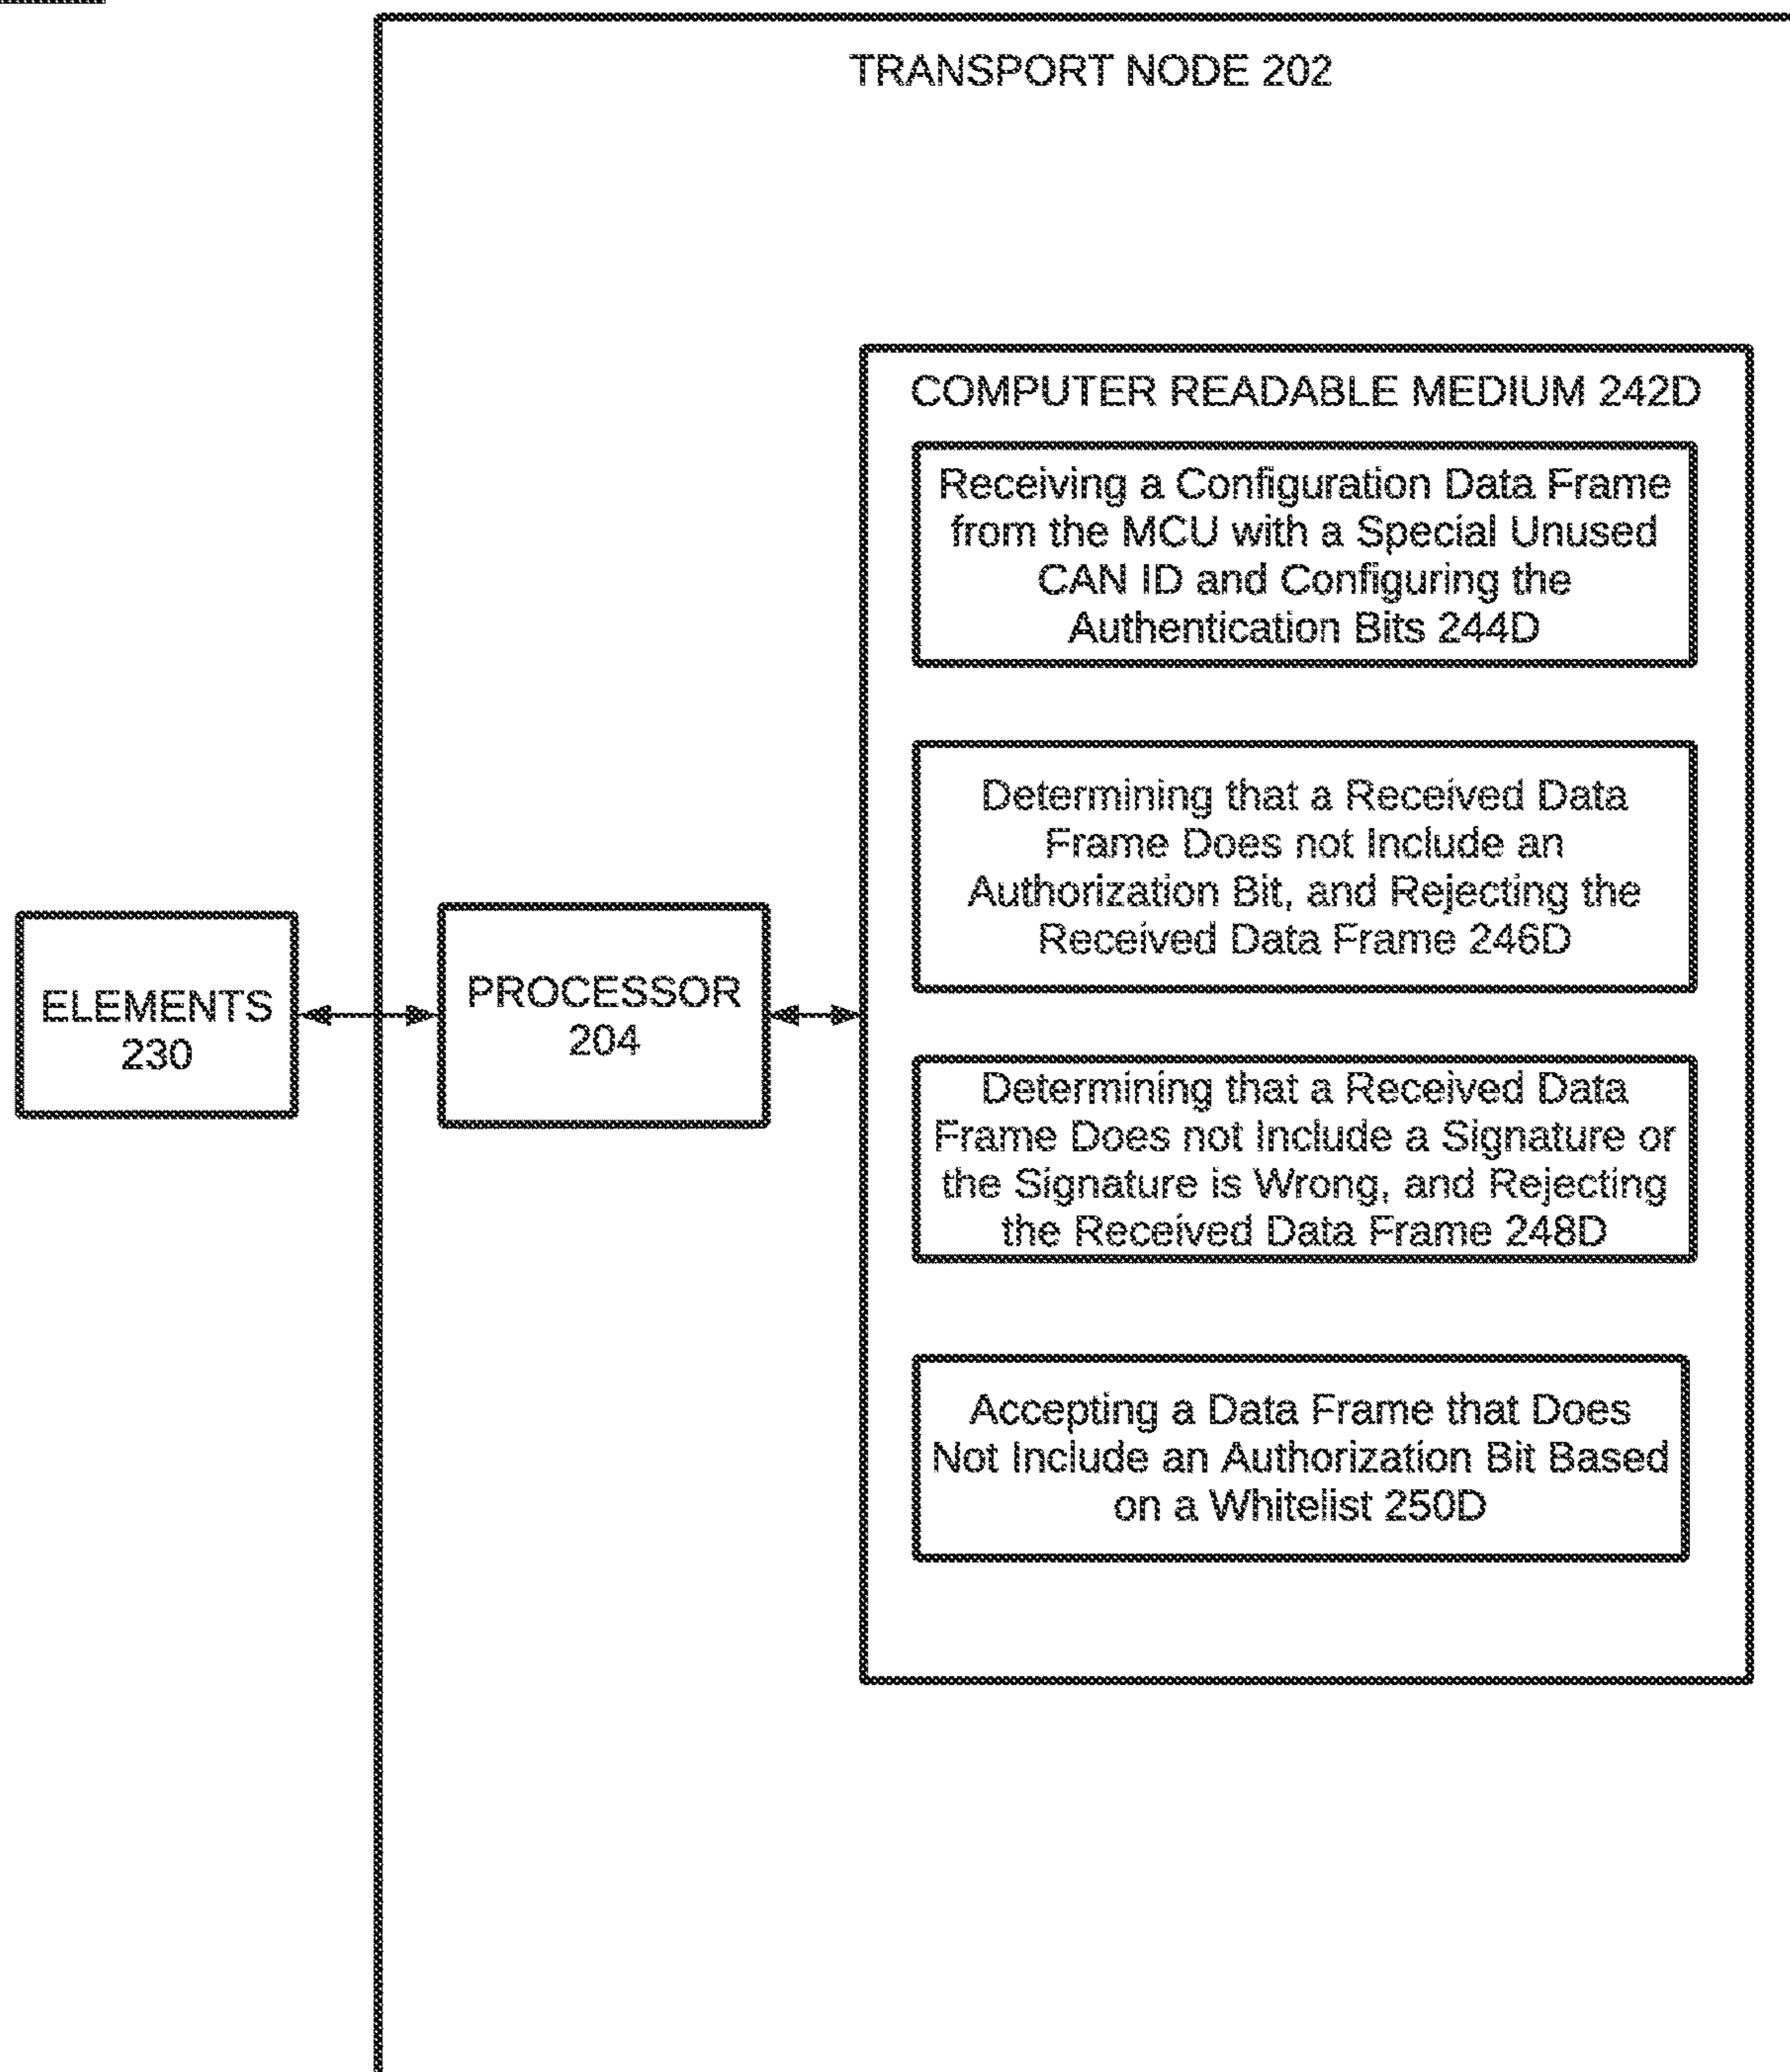 TRANSPORT NODE 202
COMPUTER READABLE MEDIUM 242D
Receiving a Configuration Data Frame
from the MCU with a Special Unused
CAN ID and Configuring the
Authentication Bits 244D
Determining that a Received Data
Frame Does not Include an
Authorization Bit, and Rejecting the
Received Data Frame 246D
ELEMENTS
230
PROCESSOR
204
Determining that a Received Data
Frame Does not Include a Signature or
the Signature is Wrong, and Rejecting
the Received Data Frame 248D
Accepting a Data Frame that Does
Not Include an Authorization Bit Based
on a Whitelist 250D